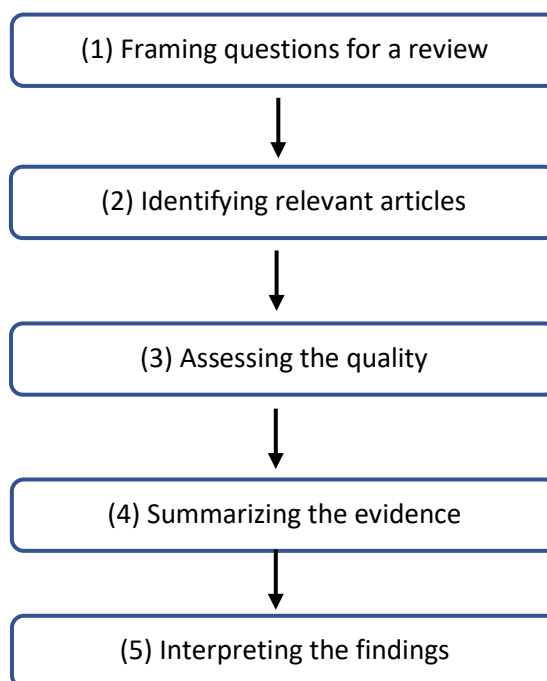 (1) Framing questions for a review
(2) Identifying relevant articles
(3) Assessing the quality
(4) Summarizing the evidence
(5) Interpreting the findings